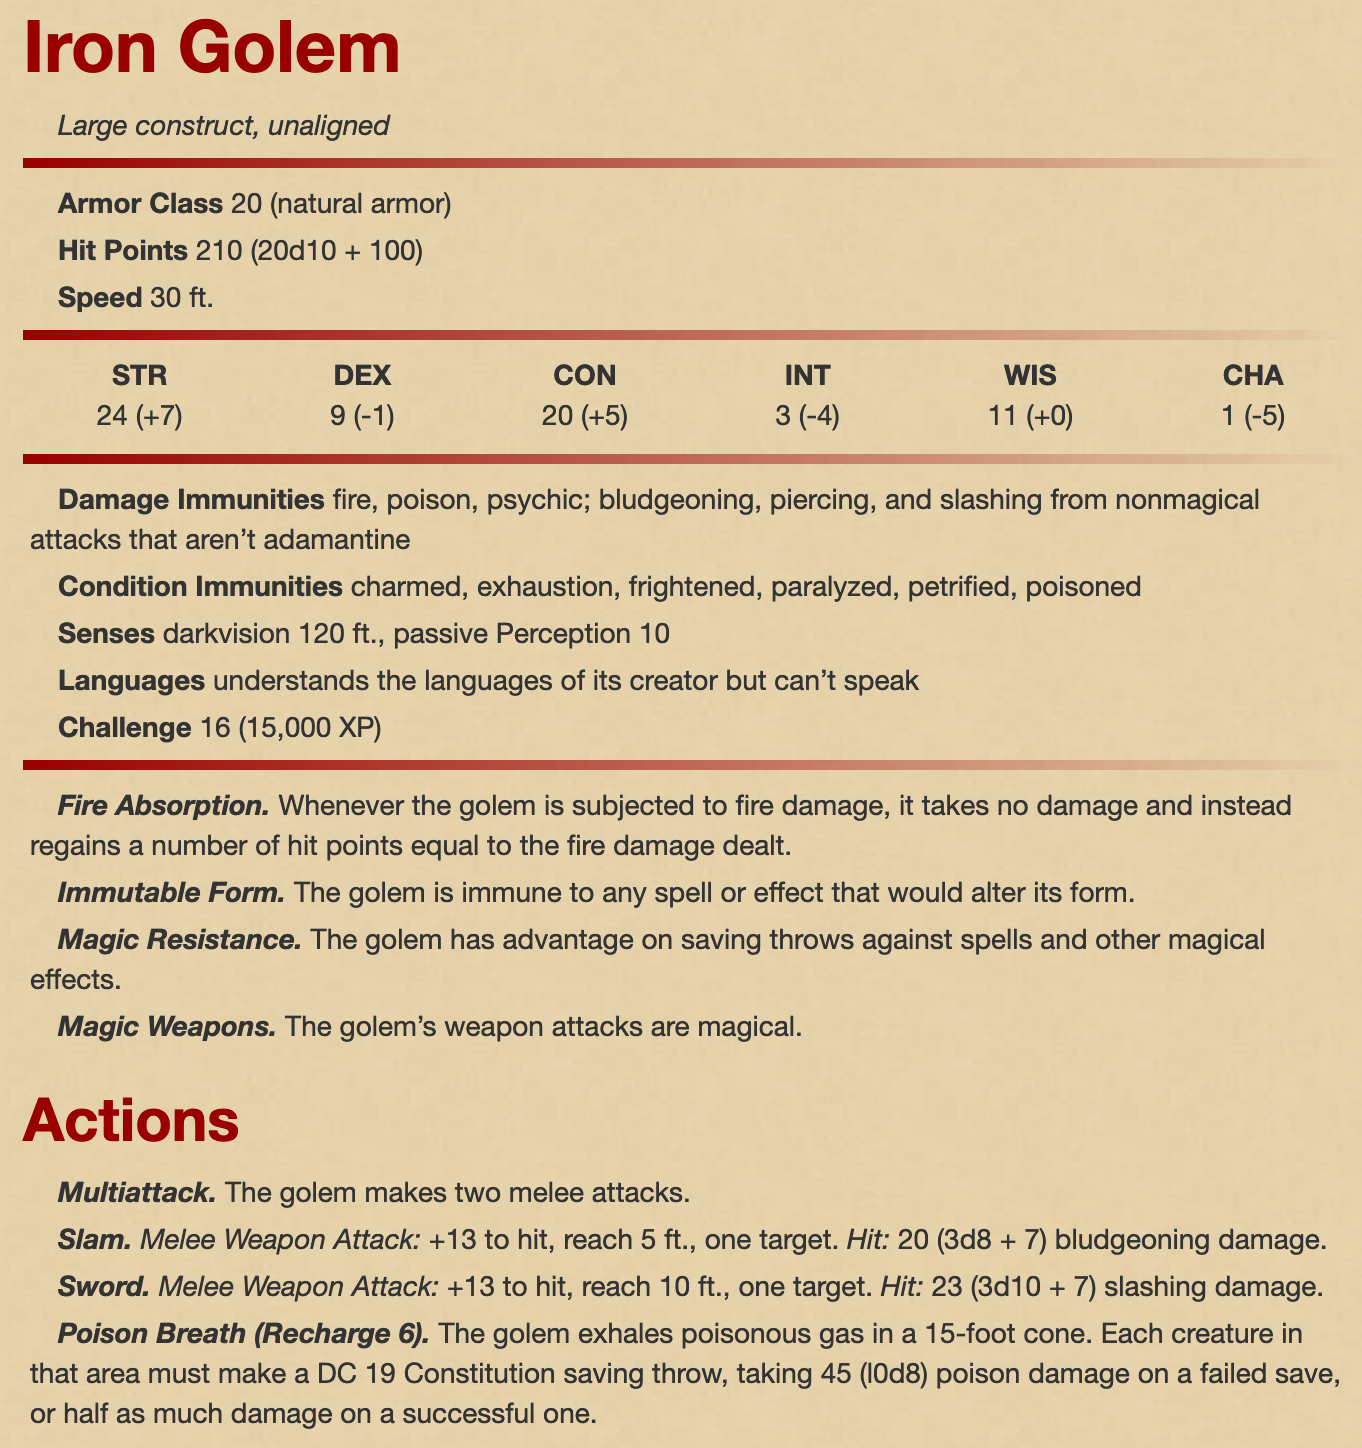 Iron Golem
Large construct, unaligned
Armor Class 20 (natural armor)
Hit Points 210 (20d10 + 100)
Speed 30 ft.
STR DEX CON INT WIS CHA
24 (+7) 9 (-1) 20 (+5) 3 (-4) 11 (+0) 1 (-5)
Damage Immunities fire, poison, psychic; bludgeoning, piercing, and slashing from nonmagical
attacks that aren’t adamantine
Condition Immunities charmed, exhaustion, frightened, paralyzed, petrified, poisoned
Senses darkvision 120 ft., passive Perception 10
Languages understands the languages of its creator but can’t speak
Challenge 16 (15,000 XP)
Fire Absorption. Whenever the golem is subjected to fire damage, it takes no damage and instead
regains a number of hit points equal to the fire damage dealt.
Immutable Form. The golem is immune to any spell or effect that would alter its form.
Magic Resistance. The golem has advantage on saving throws against spells and other magical
effects.
Magic Weapons. The golem’s weapon attacks are magical.
Actions
Multiattack. The golem makes two melee attacks.
Slam. Melee Weapon Attack: +13 to hit, reach 5 ft., one target. Hit: 20 (3d8 + 7) bludgeoning damage.
Sword. Melee Weapon Attack: +13 to hit, reach 10 ft., one target. Hit: 23 (3d10 + 7) slashing damage.
Poison Breath (Recharge 6). The golem exhales poisonous gas in a 15-foot cone. Each creature in
that area must make a DC 19 Constitution saving throw, taking 45 (l0d8) poison damage on a failed save,
or half as much damage on a successful one.